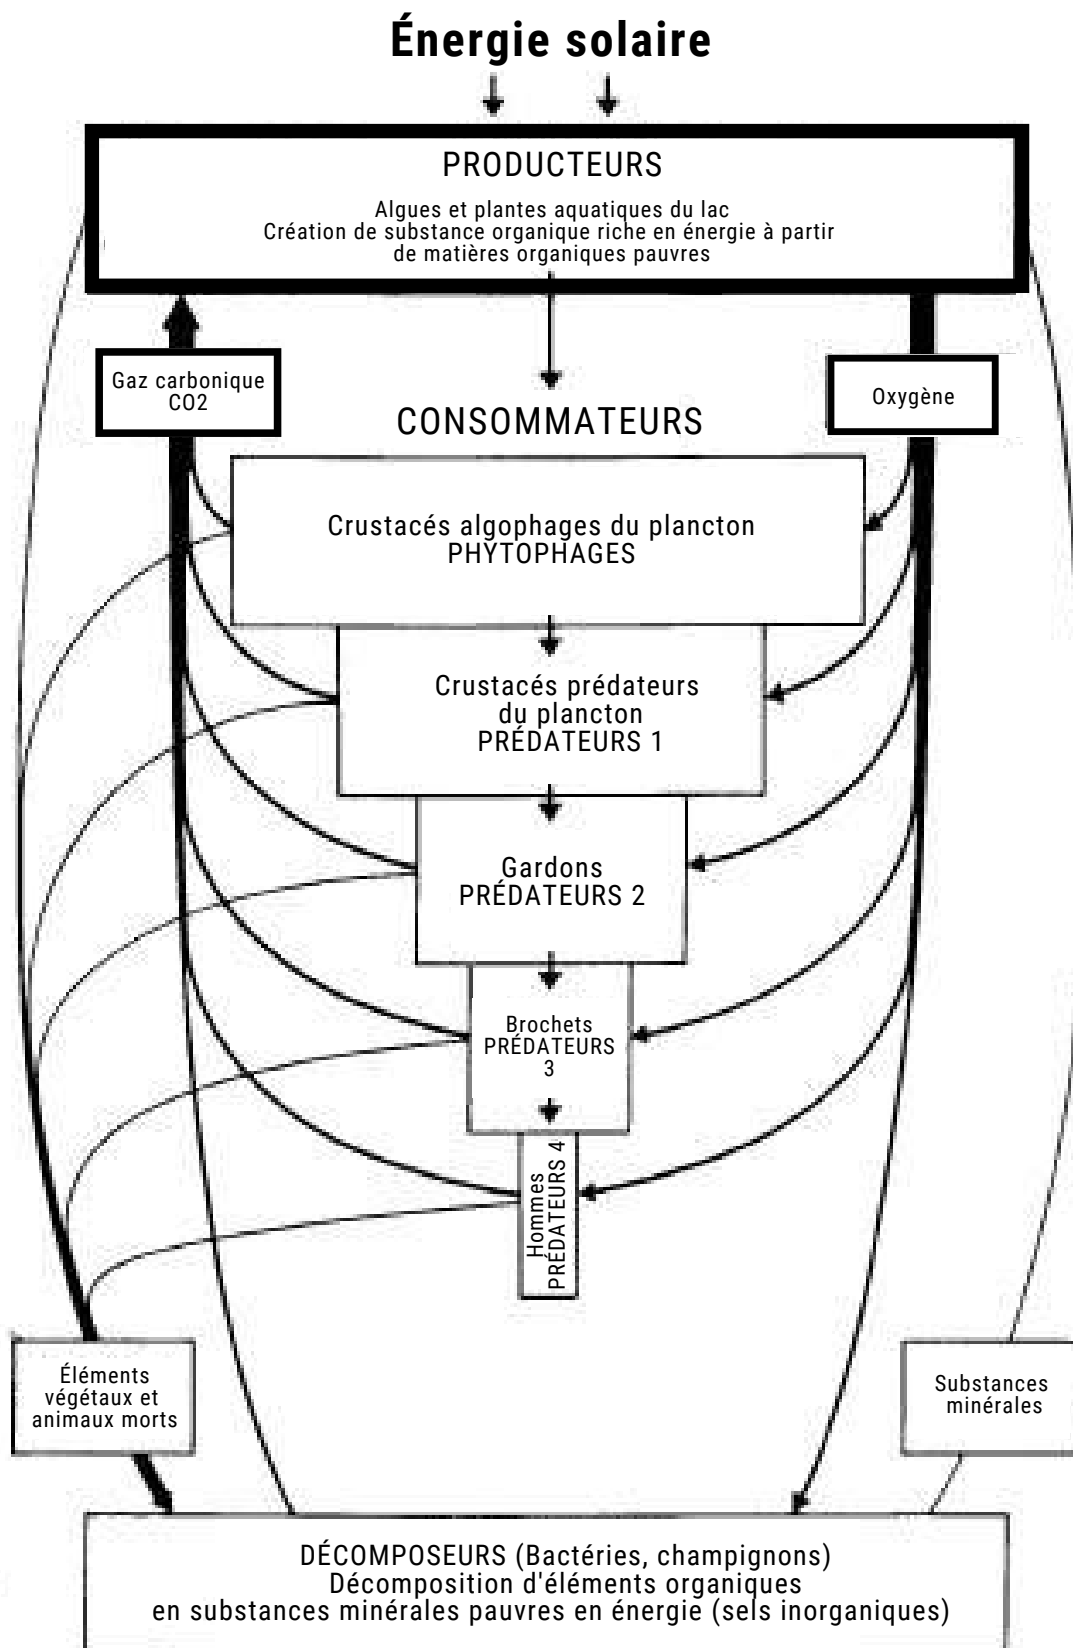 Énergie solaire
PRODUCTEURS
Algues et plantes aquatiques du lac
Création de substance organique riche en énergie à partir
de matières organiques pauvres
Gaz carbonique
CO2
Oxygène
CONSOMMATEURS
Crustacés algophages du plancton
PHYTOPHAGES
Crustacés prédateurs
du plancton
PRÉDATEURS 1
Gardons
PRÉDATEURS 2
Brochets
PRÉDATEURS
3
Hommes
PRÉDATEURS 4
Éléments
végétaux et
animaux morts
Substances
minérales
DÉCOMPOSEURS (Bactéries, champignons)
Décomposition d'éléments organiques
en substances minérales pauvres en énergie (sels inorganiques)